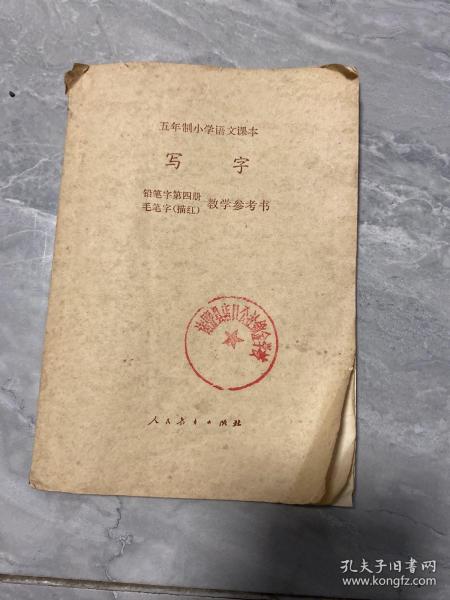 五年制小学语文课本
写字
铅笔字第四册
毛笔字(描红)
教学参考书
人民教育出版社
孔夫子旧书网
www.kongfz.com